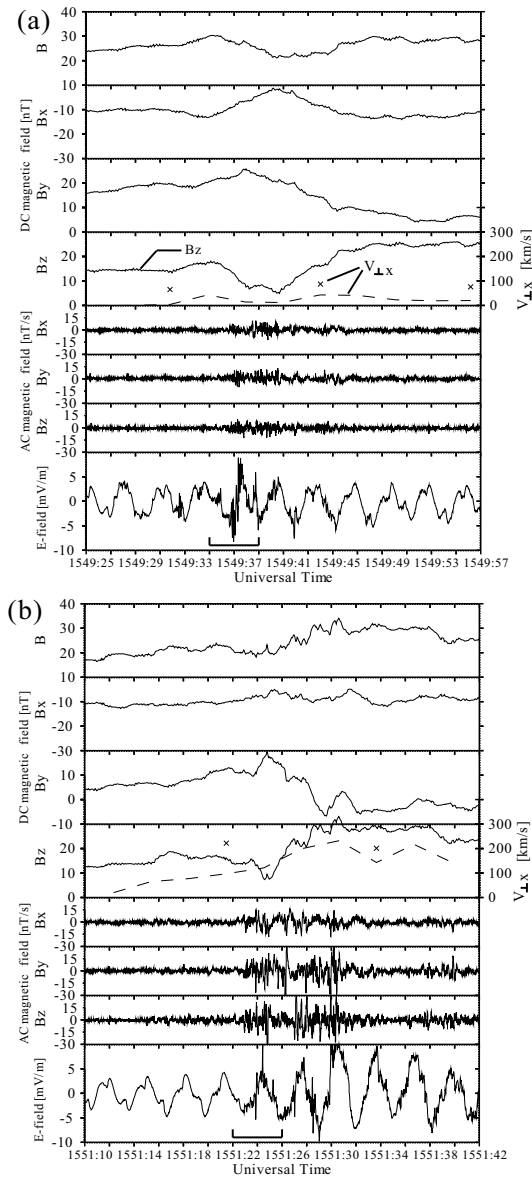 (a)
40
30
20
10
B
0
-10
-20
-30
Bx
DC magnetic field [nT]
20
10
0
By
30
20
10
0
Bz
Bz
V⊥x
300
200
100
0
V⊥x [km/s]
15
0
-15
-30
Bx
15
0
-15
-30
By
15
0
-15
-30
Bz
AC magnetic field [nT/s]
5
0
-5
-10
E-field [mV/m]
1549:25 1549:29 1549:33 1549:37 1549:41 1549:45 1549:49 1549:53 1549:57
Universal Time
(b)
40
30
20
B
0
-10
-20
-30
Bx
DC magnetic field [nT]
10
0
-10
By
30
20
10
0
Bz
300
200
100
0
V⊥x [km/s]
15
0
-15
-30
Bx
15
0
-15
-30
By
15
0
-15
-30
Bz
AC magnetic field [nT/s]
5
0
-5
-10
E-field [mV/m]
1551:10 1551:14 1551:18 1551:22 1551:26 1551:30 1551:34 1551:38 1551:42
Universal Time